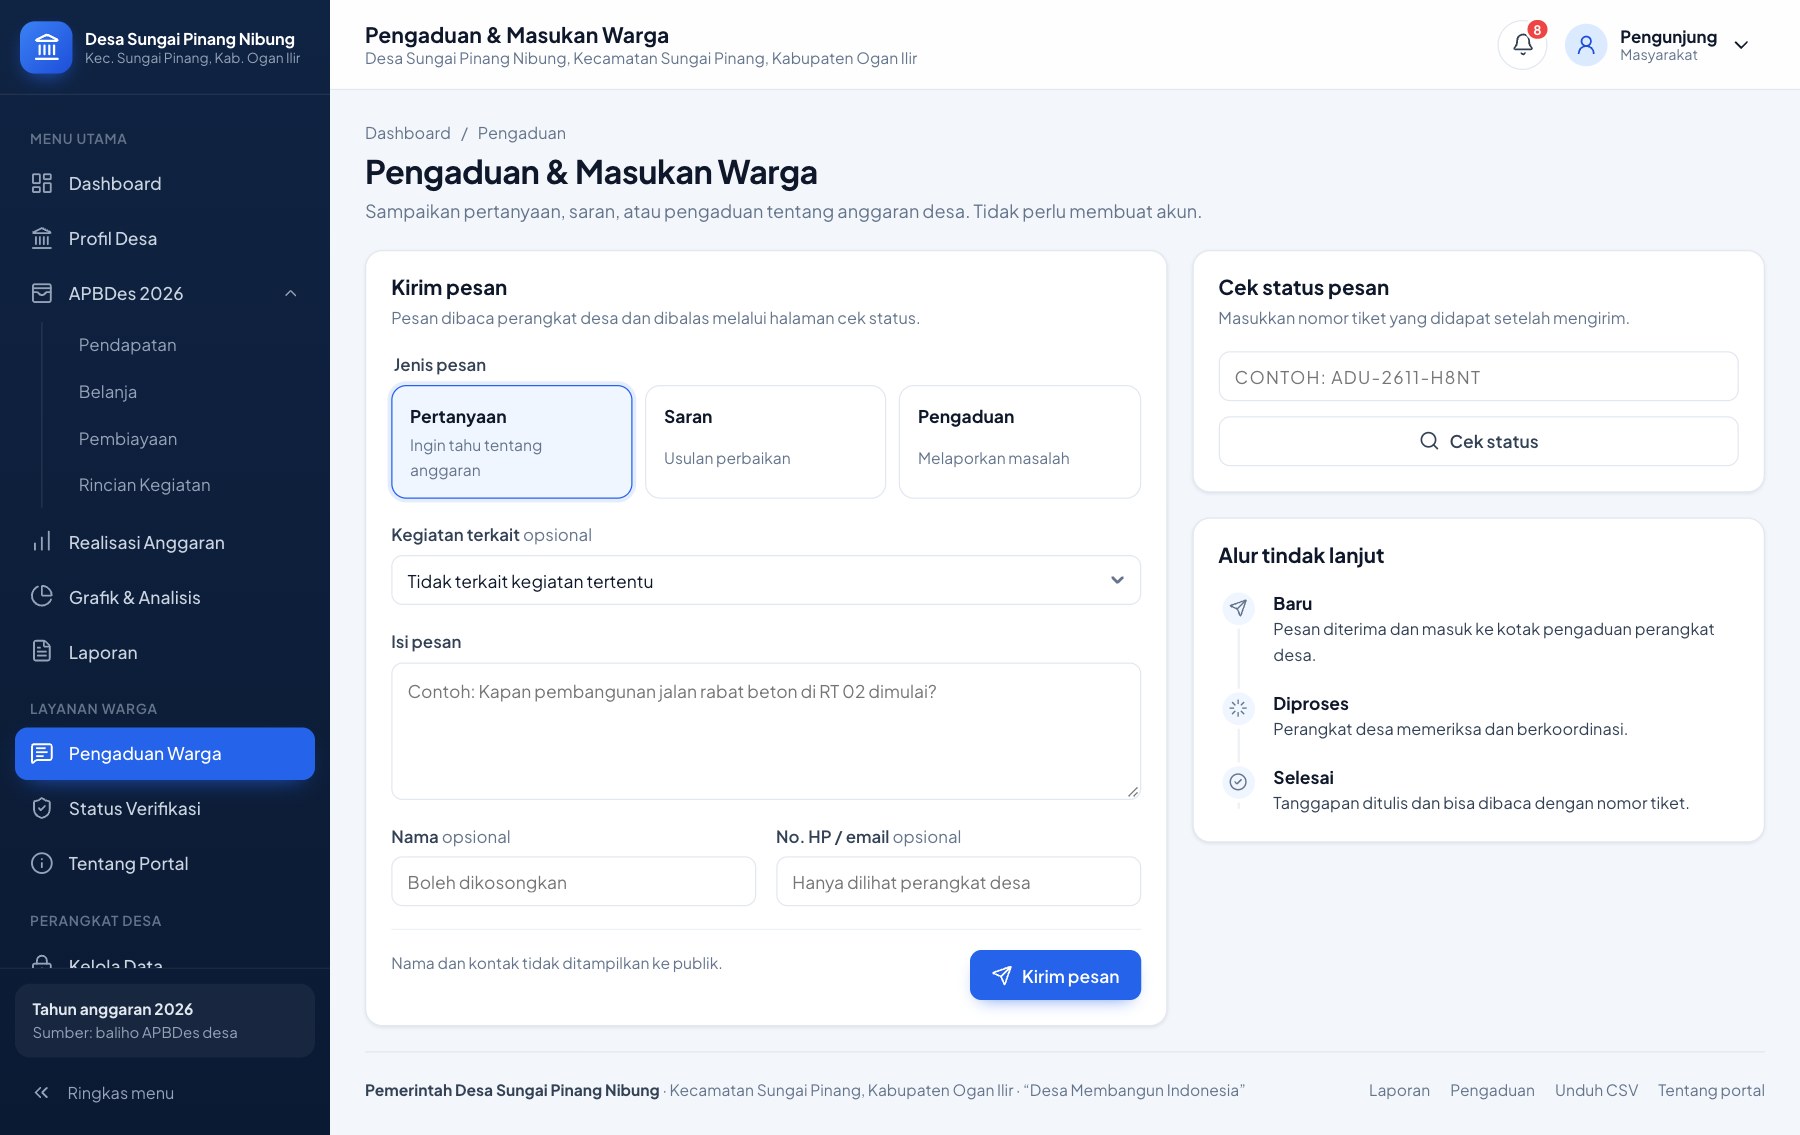 Desa Sungai Pinang Nibung
Kec. Sungai Pinang, Kab. Ogan Ilir
MENU UTAMA
Dashboard
Profil Desa
APBDes 2026
Pendapatan
Belanja
Pembiayaan
Rincian Kegiatan
Realisasi Anggaran
Grafik & Analisis
Laporan
LAYANAN WARGA
Pengaduan Warga
Status Verifikasi
Tentang Portal
PERANGKAT DESA
Kelola Data
Tahun anggaran 2026
Sumber: baliho APBDes desa
Ringkas menu
Pengaduan & Masukan Warga
Desa Sungai Pinang Nibung, Kecamatan Sungai Pinang, Kabupaten Ogan Ilir
8
Pengunjung
Masyarakat
Dashboard / Pengaduan
Pengaduan & Masukan Warga
Sampaikan pertanyaan, saran, atau pengaduan tentang anggaran desa. Tidak perlu membuat akun.
Kirim pesan
Pesan dibaca perangkat desa dan dibalas melalui halaman cek status.
Jenis pesan
Pertanyaan
Ingin tahu tentang
anggaran
Saran
Usulan perbaikan
Pengaduan
Melaporkan masalah
Kegiatan terkait opsional
Tidak terkait kegiatan tertentu
Isi pesan
Contoh: Kapan pembangunan jalan rabat beton di RT 02 dimulai?
Nama opsional
Boleh dikosongkan
No. HP / email opsional
Hanya dilihat perangkat desa
Nama dan kontak tidak ditampilkan ke publik.
Kirim pesan
Cek status pesan
Masukkan nomor tiket yang didapat setelah mengirim.
CONTOH: ADU-2611-H8NT
Cek status
Alur tindak lanjut
Baru
Pesan diterima dan masuk ke kotak pengaduan perangkat
desa.
Diproses
Perangkat desa memeriksa dan berkoordinasi.
Selesai
Tanggapan ditulis dan bisa dibaca dengan nomor tiket.
Pemerintah Desa Sungai Pinang Nibung · Kecamatan Sungai Pinang, Kabupaten Ogan Ilir · “Desa Membangun Indonesia”
Laporan Pengaduan Unduh CSV Tentang portal